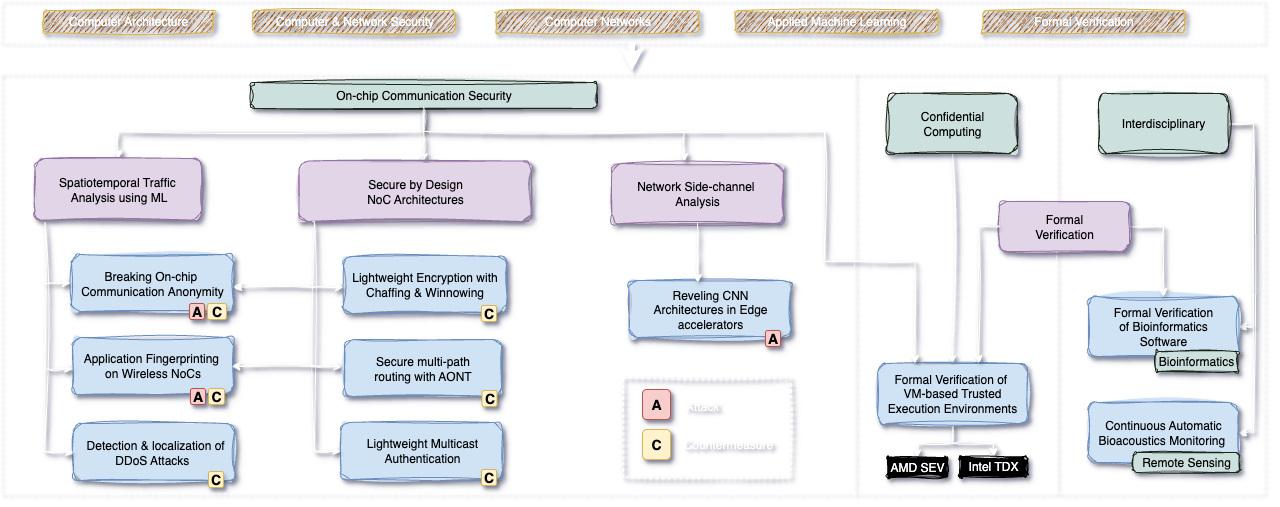 Computer Architecture
Computer & Network Security
Computer Networks
Applied Machine Learning
Formal Verification
On-chip Communication Security
Confidential
Computing
Interdisciplinary
Spatiotemporal Traffic
Analysis using ML
Secure by Design
NoC Architectures
Network Side-channel
Analysis
Formal
Verification
Breaking On-chip
Communication Anonymity
A C
Lightweight Encryption with
Chaffing & Winnowing
C
Reveling CNN
Architectures in Edge
accelerators
A
Formal Verification
of Bioinformatics
Software
Bioinformatics
Application Fingerprinting
on Wireless NoCs
A C
Secure multi-path
routing with AONT
C
Formal Verification of
VM-based Trusted
Execution Environments
A Attack
C Countermeasure
Detection & localization of
DDoS Attacks
C
Lightweight Multicast
Authentication
C
AMD SEV
Intel TDX
Continuous Automatic
Bioacoustics Monitoring
Remote Sensing